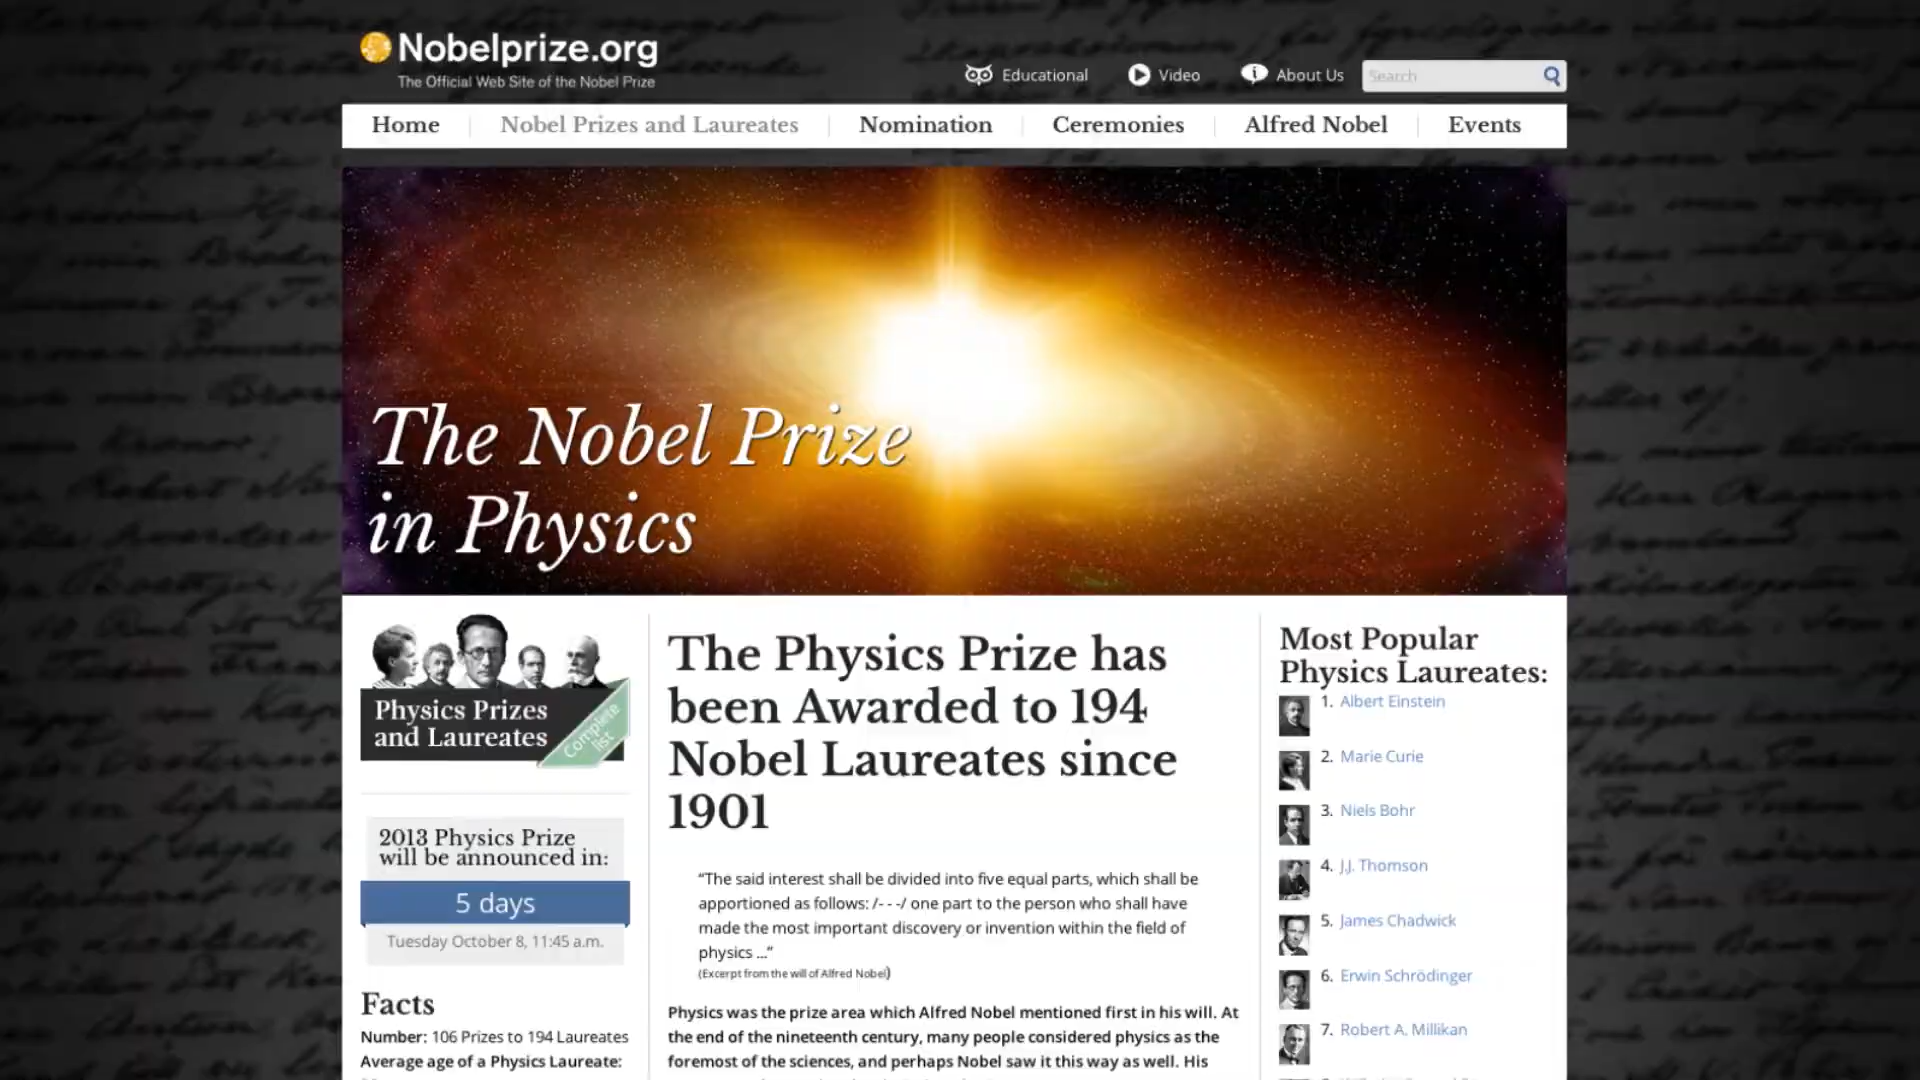 Nobelprize.org
The Official Web Site of the Nobel Prize
Educational
Video
About Us
Search
Home
Nobel Prizes and Laureates
Nomination
Ceremonies
Alfred Nobel
Events
The Nobel Prize
in Physics
Physics Prizes
and Laureates
Complete
list
2013 Physics Prize
will be announced in:
5 days
Tuesday October 8, 11:45 a.m.
Facts
Number: 106 Prizes to 194 Laureates
Average age of a Physics Laureate:
The Physics Prize has
been Awarded to 194
Nobel Laureates since
1901
“The said interest shall be divided into five equal parts, which shall be
apportioned as follows: /- - -/ one part to the person who shall have
made the most important discovery or invention within the field of
physics ...”
(Excerpt from the will of Alfred Nobel)
Physics was the prize area which Alfred Nobel mentioned first in his will. At
the end of the nineteenth century, many people considered physics as the
foremost of the sciences, and perhaps Nobel saw it this way as well. His
Most Popular
Physics Laureates:
1. Albert Einstein
2. Marie Curie
3. Niels Bohr
4. J.J. Thomson
5. James Chadwick
6. Erwin Schrödinger
7. Robert A. Millikan